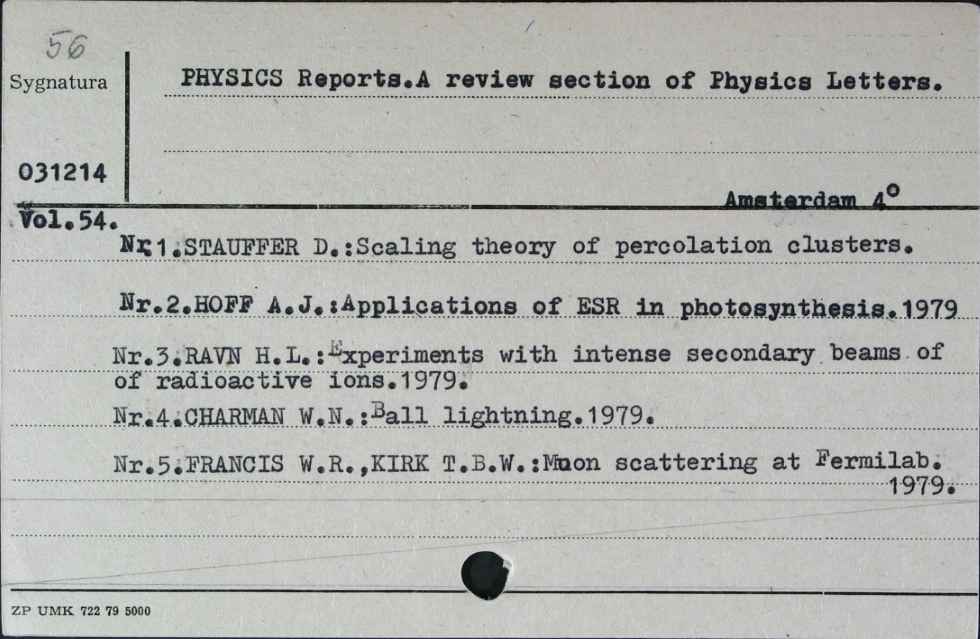 56
Sygnatura
PHYSICS Reports.A review section of Physics Letters.
031214
Amsterdam 4°
Vol.54.
Nr1.STAUFFER D.:Scaling theory of percolation clusters.
Nr.2.HOFF A.J.:Applications of ESR in photosynthesis.1979
Nr.3.RAVN H.L.:Experiments with intense secondary beams of
of radioactive ions.1979.
Nr.4.CHARMAN W.N.:Ball lightning.1979.
Nr.5.FRANCIS W.R.,KIRK T.B.W.:Muon scattering at Fermilab.
1979.
ZP UMK 722 79 5000